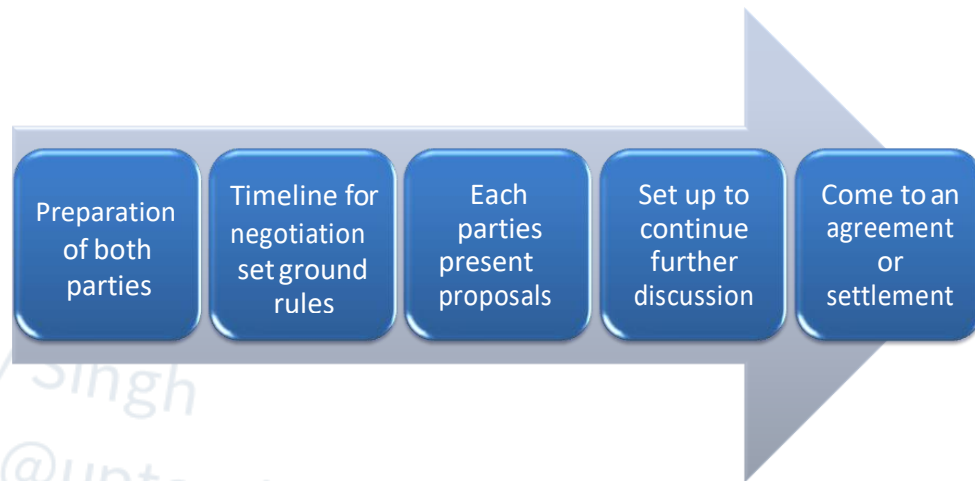 Preparation
of both
parties
Timeline for
negotiation
set ground
rules
Each
parties
present
proposals
Set up to
continue
further
discussion
Come to an
agreement
or
settlement
Singh